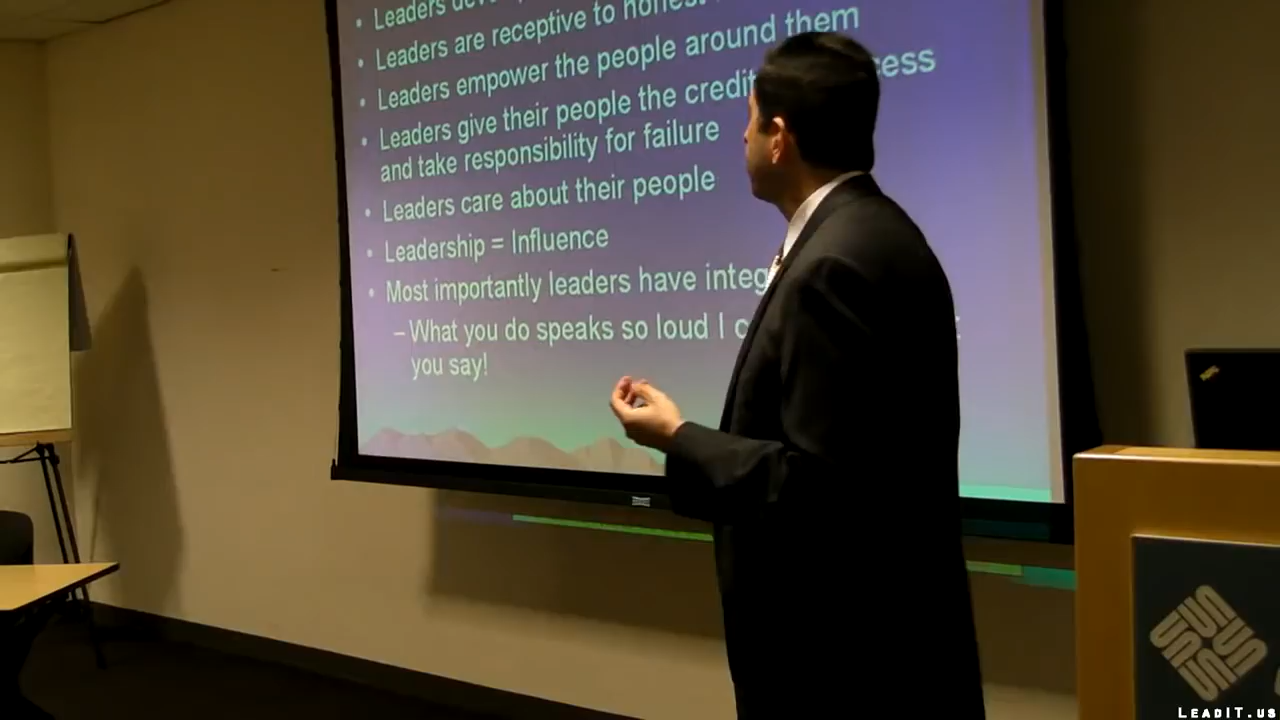 • Leaders
• Leaders are receptive to honest
• Leaders empower the people around them
• Leaders give their people the credit
and take responsibility for failure
• Leaders care about their people
• Leadership = Influence
• Most importantly leaders have
– What you do speaks so loud I
you say!
Sun
LeadIT.us